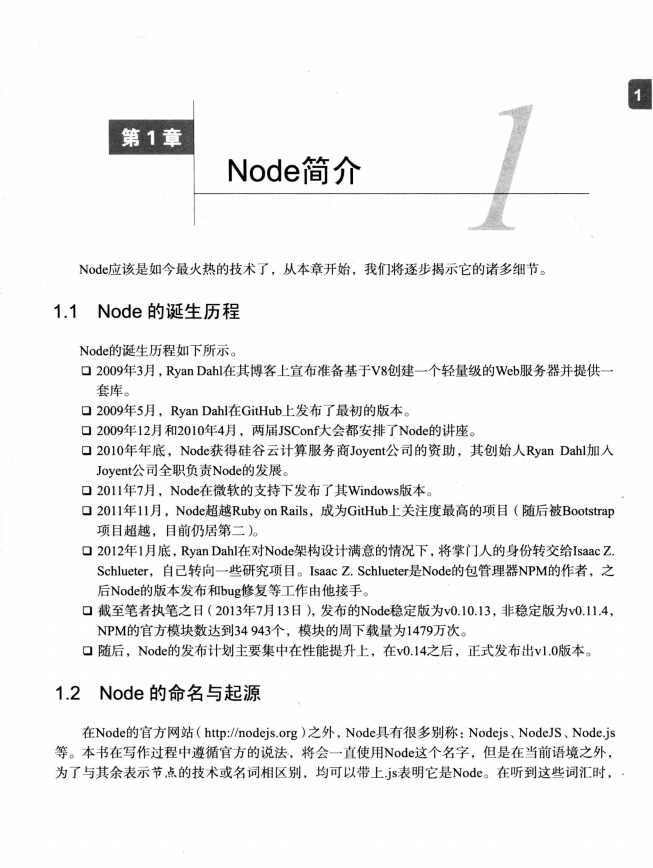 1
第1章
1
Node简介
Node应该是如今最火热的技术了，从本章开始，我们将逐步揭示它的诸多细节。
1.1 Node 的诞生历程
Node的诞生历程如下所示。
❑ 2009年3月，Ryan Dahl在其博客上宣布准备基于V8创建一个轻量级的Web服务器并提供一
套库。
❑ 2009年5月，Ryan Dahl在GitHub上发布了最初的版本。
❑ 2009年12月和2010年4月，两届JSConf大会都安排了Node的讲座。
❑ 2010年年底，Node获得硅谷云计算服务商Joyent公司的资助，其创始人Ryan Dahl加入
Joyent公司全职负责Node的发展。
❑ 2011年7月，Node在微软的支持下发布了其Windows版本。
❑ 2011年11月，Node超越Ruby on Rails，成为GitHub上关注度最高的项目（随后被Bootstrap
项目超越，目前仍居第二）。
❑ 2012年1月底，Ryan Dahl在对Node架构设计满意的情况下，将掌门人的身份转交给Isaac Z.
Schlueter，自己转向一些研究项目。Isaac Z. Schlueter是Node的包管理器NPM的作者，之
后Node的版本发布和bug修复等工作由他接手。
❑ 截至笔者执笔之日（2013年7月13日），发布的Node稳定版为v0.10.13，非稳定版为v0.11.4，
NPM的官方模块数达到34 943个，模块的周下载量为1479万次。
❑ 随后，Node的发布计划主要集中在性能提升上，在v0.14之后，正式发布出v1.0版本。
1.2 Node 的命名与起源
在Node的官方网站（http://nodejs.org）之外，Node具有很多别称：Nodejs、NodeJS、Node.js
等。本书在写作过程中遵循官方的说法，将会一直使用Node这个名字，但是在当前语境之外，
为了与其余表示节点的技术或名词相区别，均可以带上.js表明它是Node。在听到这些词汇时，